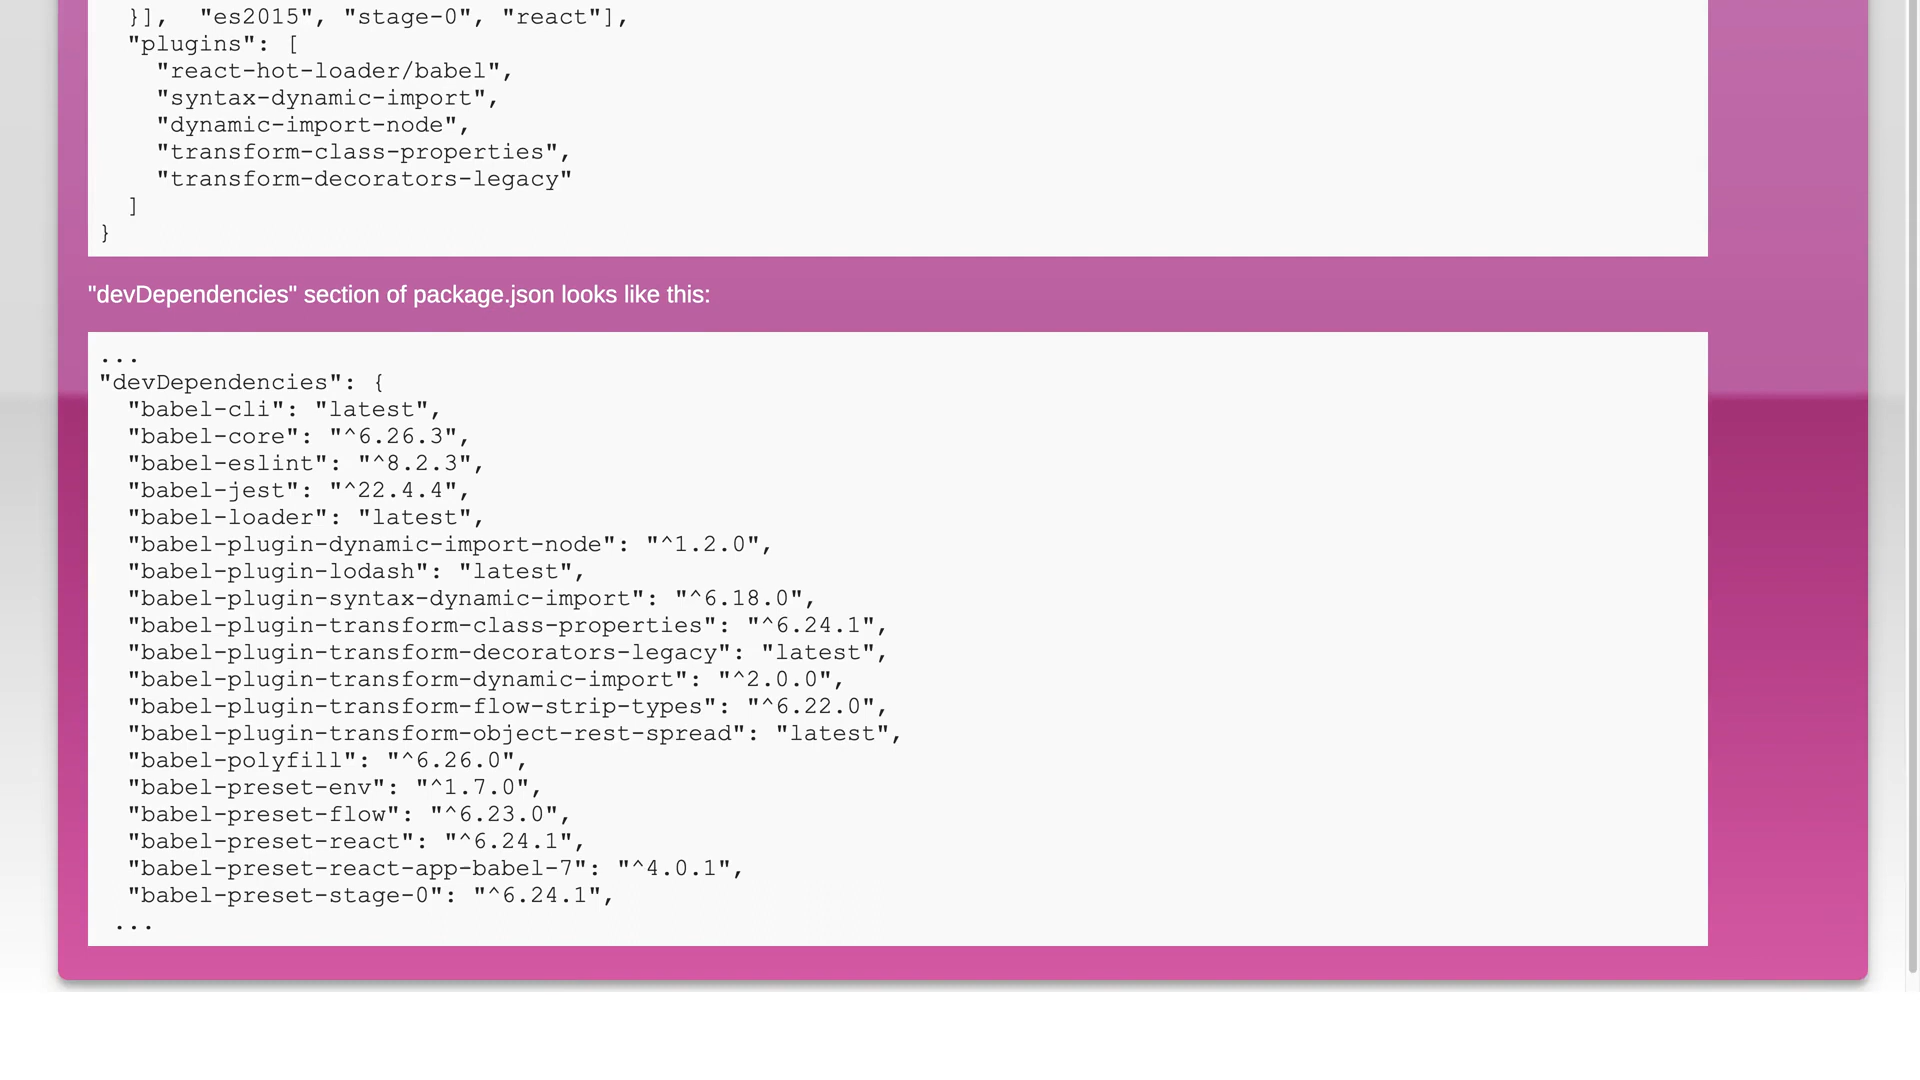 }],  "es2015", "stage-0", "react"],
"plugins": [
"react-hot-loader/babel",
"syntax-dynamic-import",
"dynamic-import-node",
"transform-class-properties",
"transform-decorators-legacy"
]
}
"devDependencies" section of package.json looks like this:
...
"devDependencies": {
"babel-cli": "latest",
"babel-core": "^6.26.3",
"babel-eslint": "^8.2.3",
"babel-jest": "^22.4.4",
"babel-loader": "latest",
"babel-plugin-dynamic-import-node": "^1.2.0",
"babel-plugin-lodash": "latest",
"babel-plugin-syntax-dynamic-import": "^6.18.0",
"babel-plugin-transform-class-properties": "^6.24.1",
"babel-plugin-transform-decorators-legacy": "latest",
"babel-plugin-transform-dynamic-import": "^2.0.0",
"babel-plugin-transform-flow-strip-types": "^6.22.0",
"babel-plugin-transform-object-rest-spread": "latest",
"babel-polyfill": "^6.26.0",
"babel-preset-env": "^1.7.0",
"babel-preset-flow": "^6.23.0",
"babel-preset-react": "^6.24.1",
"babel-preset-react-app-babel-7": "^4.0.1",
"babel-preset-stage-0": "^6.24.1",
...